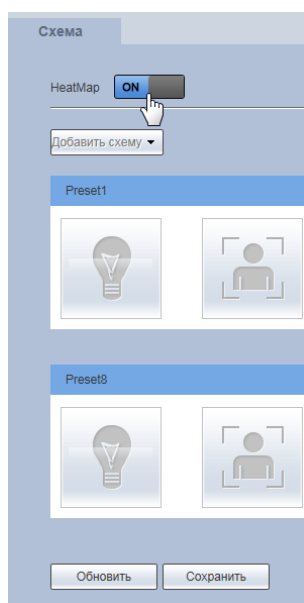 Схема
HeatMap ON
Добавить схему
Preset1
Preset8
Обновить Сохранить